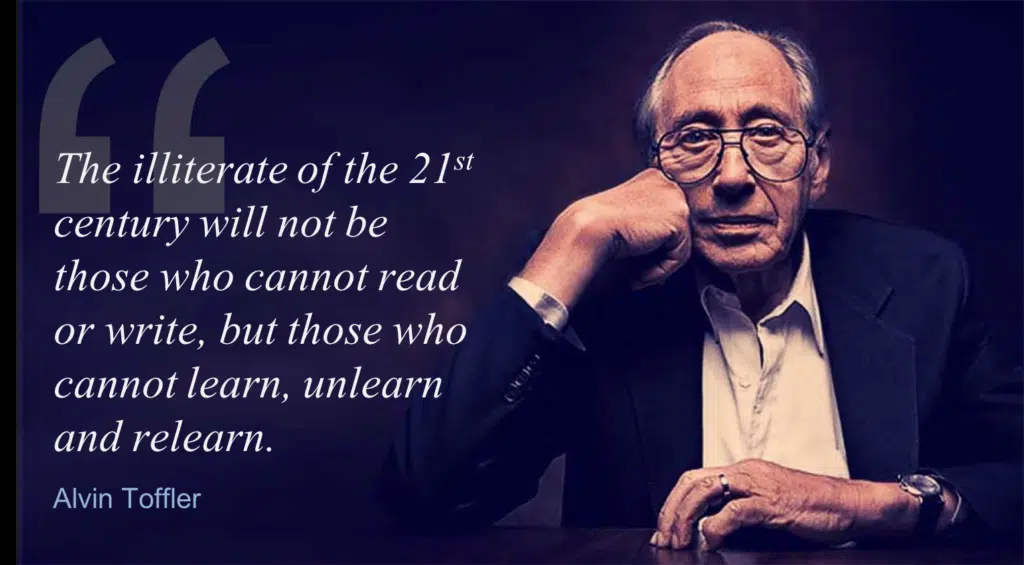 The illiterate of the 21st
century will not be
those who cannot read
or write, but those who
cannot learn, unlearn
and relearn.
Alvin Toffler